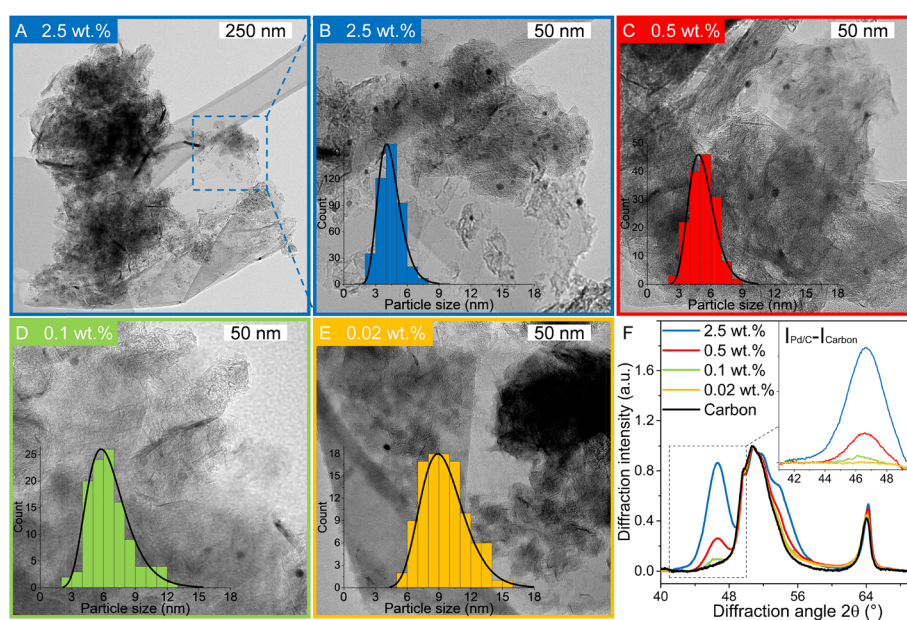 A 2.5 wt.% 250 nm
B 2.5 wt.% 50 nm
Count
150
120
90
60
30
0
0 3 6 9 12 15 18
Particle size (nm)
C 0.5 wt.% 50 nm
Count
50
40
30
20
10
0
0 3 6 9 12 15 18
Particle size (nm)
D 0.1 wt.% 50 nm
Count
25
20
15
10
5
0
0 3 6 9 12 15 18
Particle size (nm)
E 0.02 wt.% 50 nm
Count
18
15
12
9
6
3
0
0 3 6 9 12 15 18
Particle size (nm)
F
2.5 wt.%
0.5 wt.%
0.1 wt.%
0.02 wt.%
Carbon
IPd/C-ICarbon
42 44 46 48
Diffraction intensity (a.u.)
1.6
1.2
0.8
0.4
0.0
40 48 56 64
Diffraction angle 2θ (°)